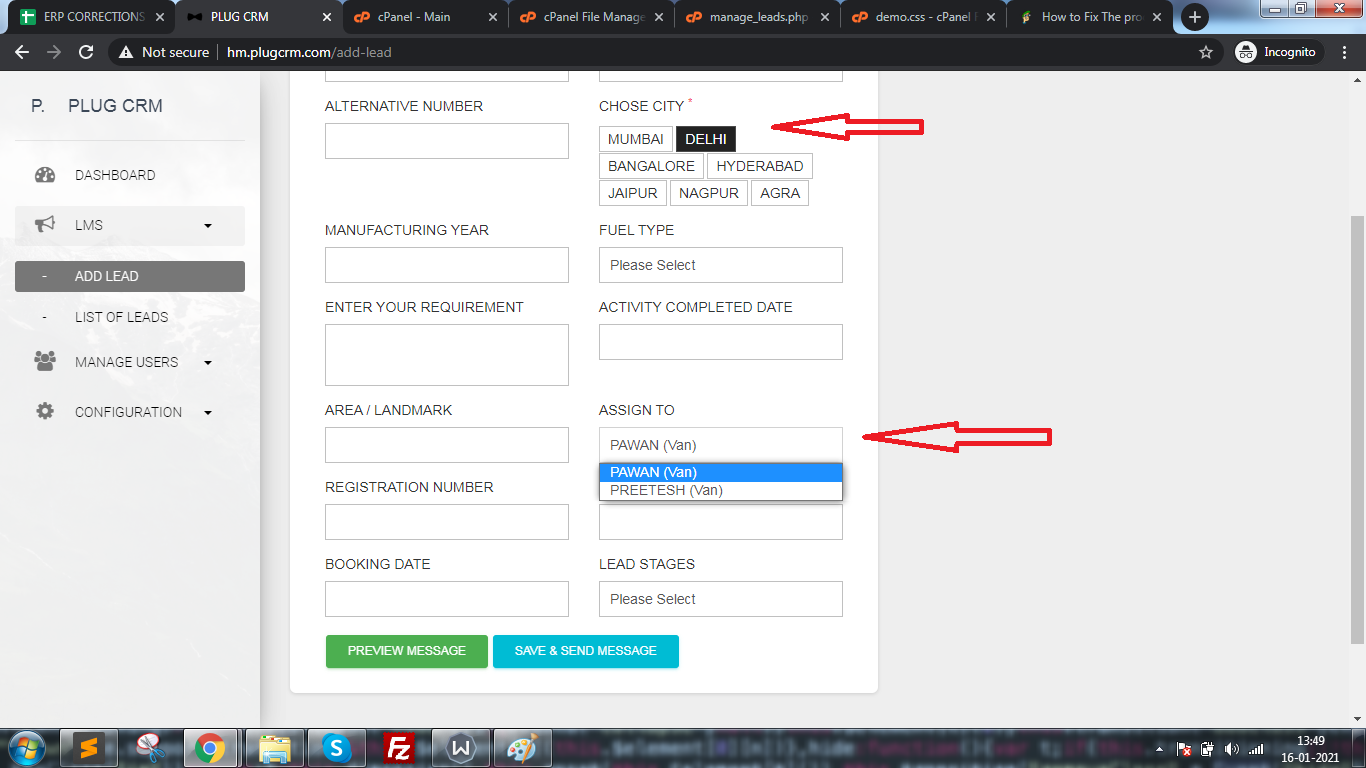 ERP CORRECTIONS
PLUG CRM
cPanel - Main
cPanel File Manage
manage_leads.php
demo.css - cPanel F
How to Fix The pro
Not secure
hm.plugcrm.com/add-lead
Incognito
P. PLUG CRM
DASHBOARD
LMS
- ADD LEAD
- LIST OF LEADS
MANAGE USERS
CONFIGURATION
ALTERNATIVE NUMBER
CHOSE CITY *
MUMBAI DELHI
BANGALORE HYDERABAD
JAIPUR NAGPUR AGRA
MANUFACTURING YEAR
FUEL TYPE
Please Select
ENTER YOUR REQUIREMENT
ACTIVITY COMPLETED DATE
AREA / LANDMARK
ASSIGN TO
PAWAN (Van)
PAWAN (Van)
PREETESH (Van)
REGISTRATION NUMBER
BOOKING DATE
LEAD STAGES
Please Select
PREVIEW MESSAGE SAVE & SEND MESSAGE
13:49
16-01-2021